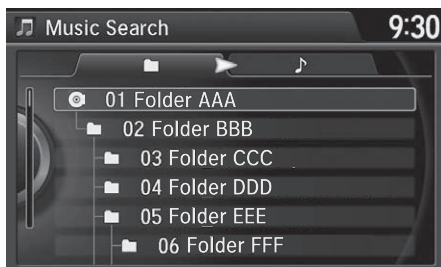 Music Search
9:30
01 Folder AAA
02 Folder BBB
03 Folder CCC
04 Folder DDD
05 Folder EEE
06 Folder FFF